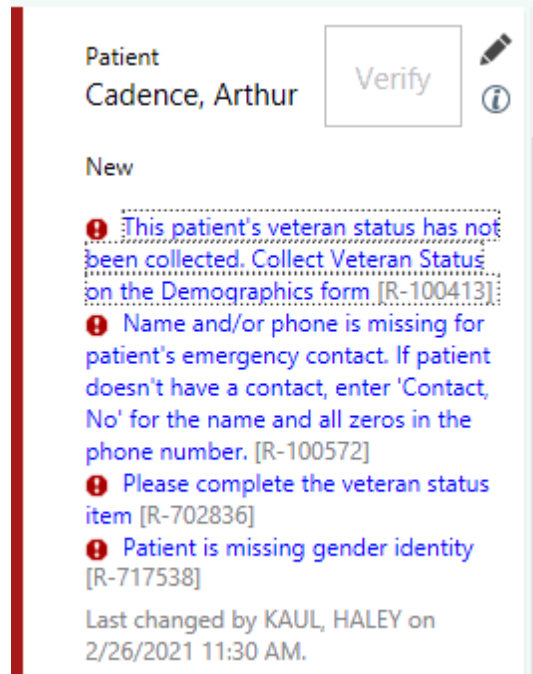 Patient
Cadence, Arthur
Verify
New
This patient's veteran status has not
been collected. Collect Veteran Status
on the Demographics form [R-100413]
Name and/or phone is missing for
patient's emergency contact. If patient
doesn't have a contact, enter 'Contact,
No' for the name and all zeros in the
phone number. [R-100572]
Please complete the veteran status
item [R-702836]
Patient is missing gender identity
[R-717538]
Last changed by KAUL, HALEY on
2/26/2021 11:30 AM.